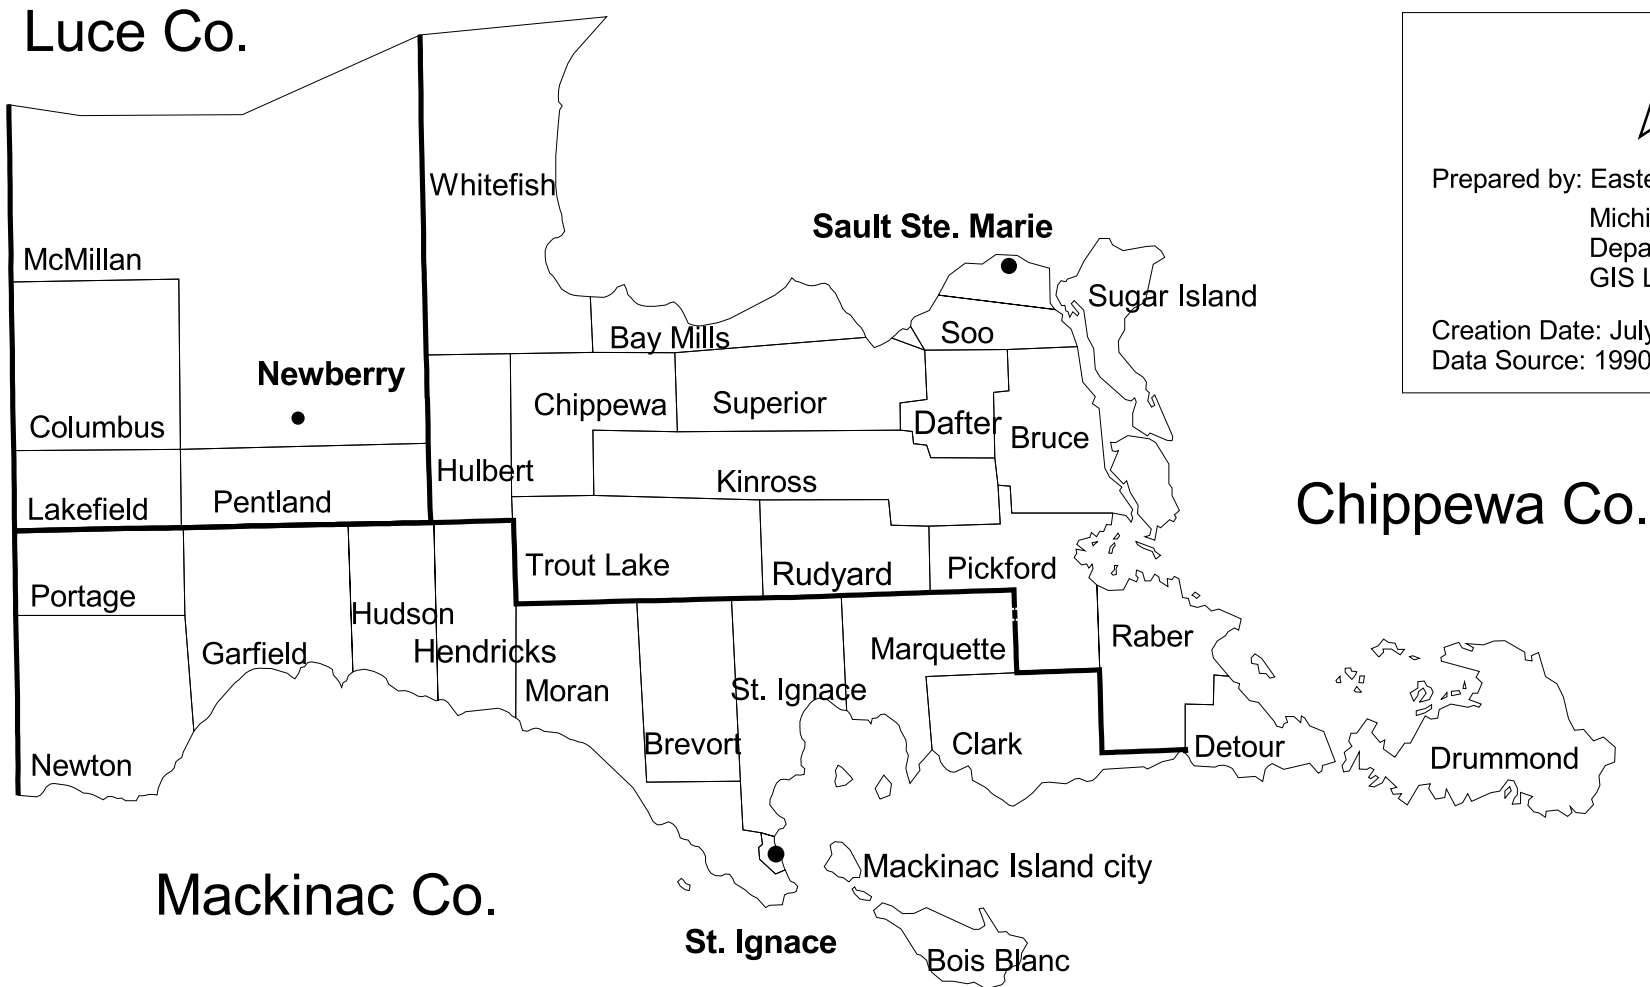 Luce Co.
Whitefish
Sault Ste. Marie
Prepared by: Easte
Michi
Depa
GIS L
Creation Date: July
Data Source: 1990
McMillan
Sugar Island
Bay Mills
Soo
Newberry
Columbus
Chippewa
Superior
Dafter
Bruce
Hulbert
Kinross
Lakefield
Pentland
Chippewa Co.
Trout Lake
Rudyard
Pickford
Portage
Hudson
Garfield
Hendricks
Marquette
Raber
Moran
St. Ignace
Brevort
Clark
Detour
Drummond
Newton
Mackinac Co.
Mackinac Island city
St. Ignace
Bois Blanc